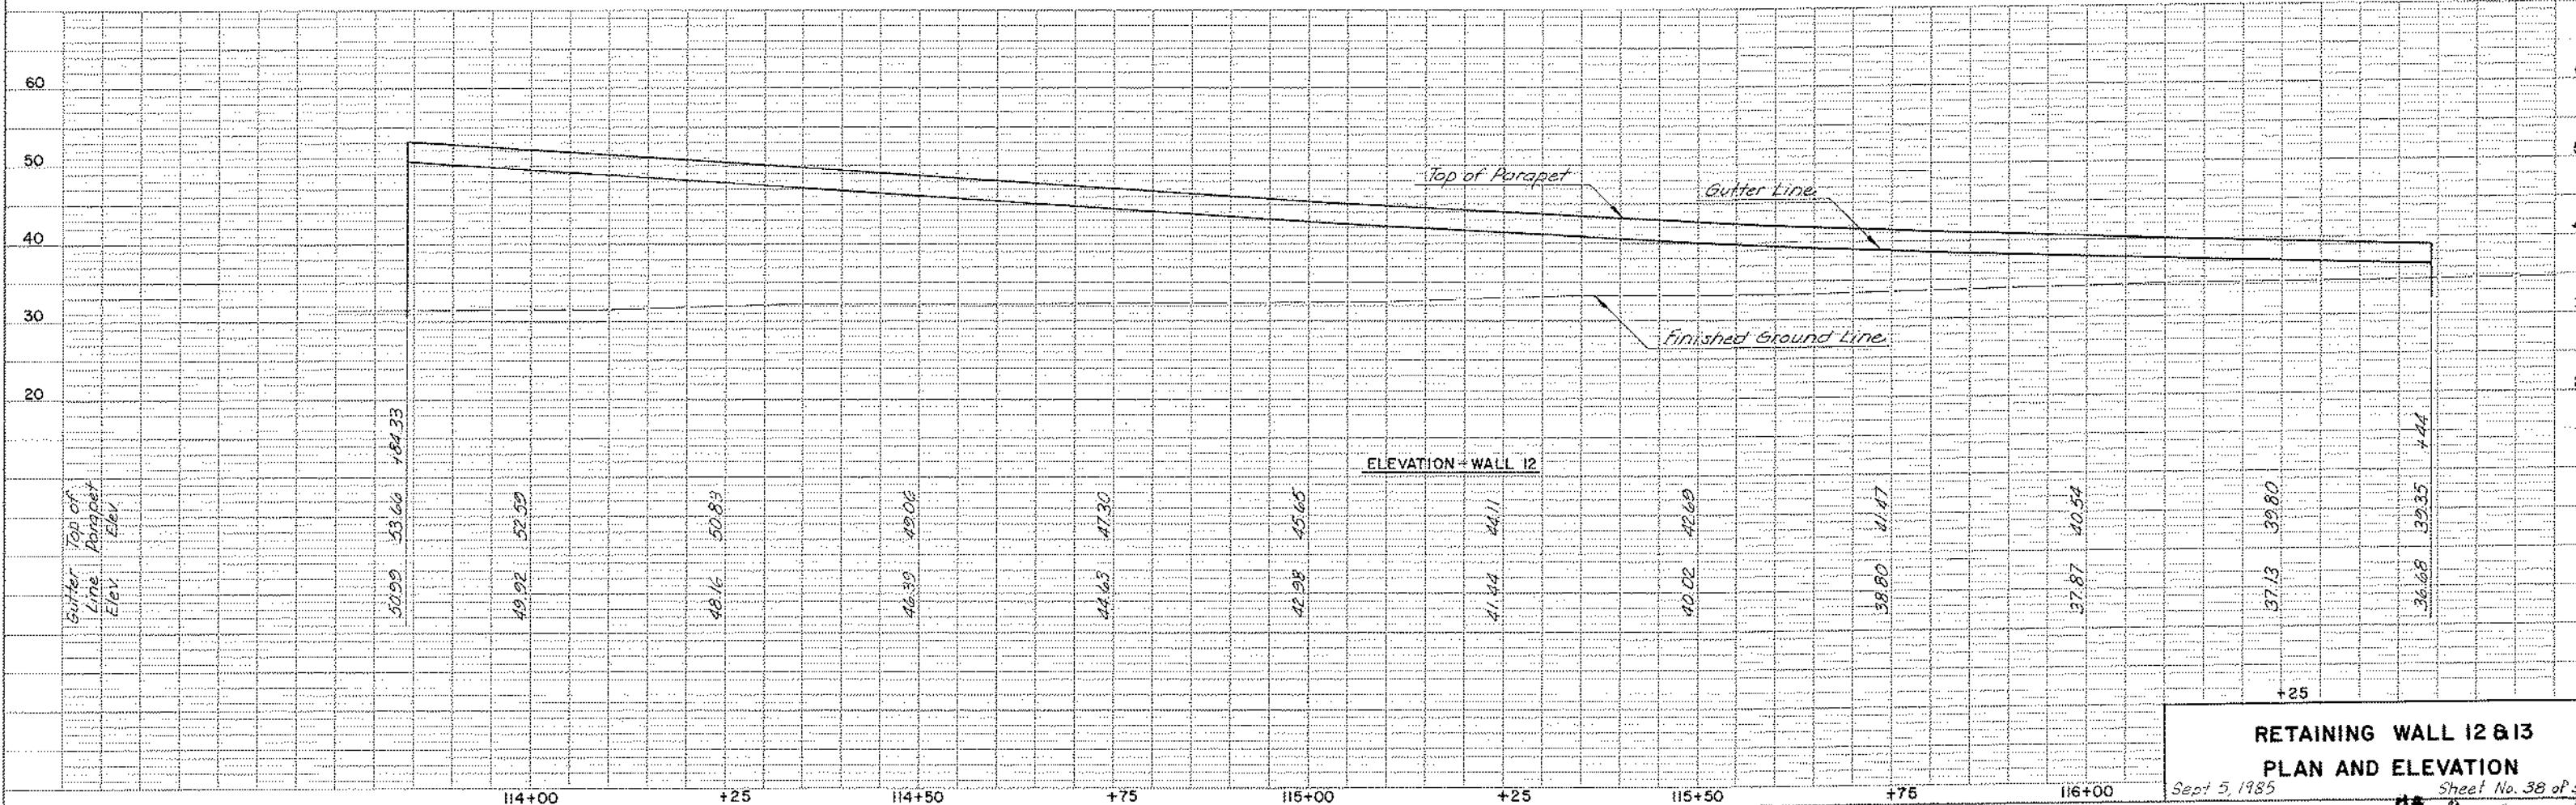 60
50
40
30
20
Top of Parapet
Gutter Line
Finished Ground Line
ELEVATION - WALL 12
+84.33
+44
Top of
Parapet
Elev.
53.66 52.59 50.83 49.06 47.30 45.65 44.11 42.69 41.47 40.54 39.80 39.35
Gutter
Line
Elev.
50.99 49.92 48.16 46.39 44.63 42.98 41.44 40.02 38.80 37.87 37.13 36.68
+25
114+00 +25 114+50 +75 115+00 +25 115+50 +75 116+00
RETAINING WALL 12 & 13
PLAN AND ELEVATION
Sept 5, 1985
Sheet No. 38 of